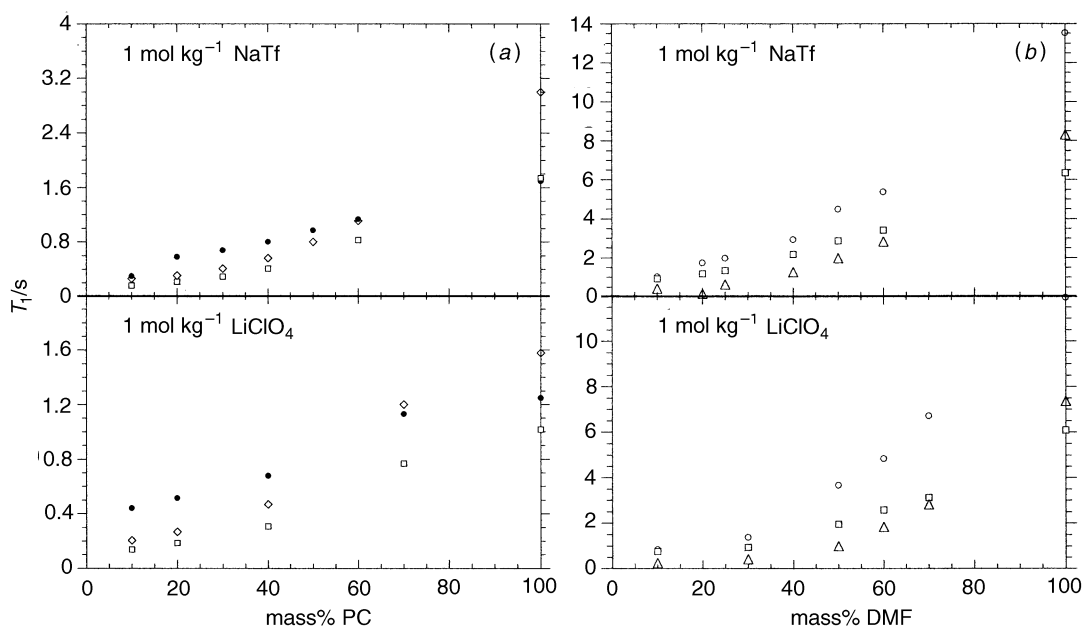 4
3.2
2.4
1.6
0.8
0
1 mol kg⁻¹ NaTf
(a)
T₁/s
1.6
1.2
0.8
0.4
0
1 mol kg⁻¹ LiClO₄
0 20 40 60 80 100
mass% PC
14
12
10
8
6
4
2
0
1 mol kg⁻¹ NaTf
(b)
10
8
6
4
2
0
1 mol kg⁻¹ LiClO₄
0 20 40 60 80 100
mass% DMF